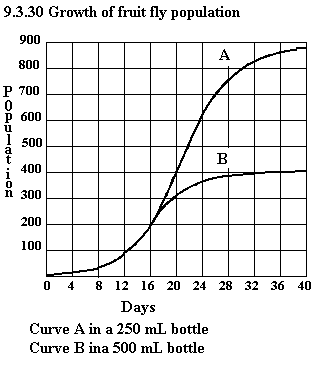 9.3.30 Growth of fruit fly population
900
800
700
600
500
400
300
200
100
Population
A
B
0 4 8 12 16 20 24 28 32 36 40
Days
Curve A in a 250 mL bottle
Curve B ina 500 mL bottle